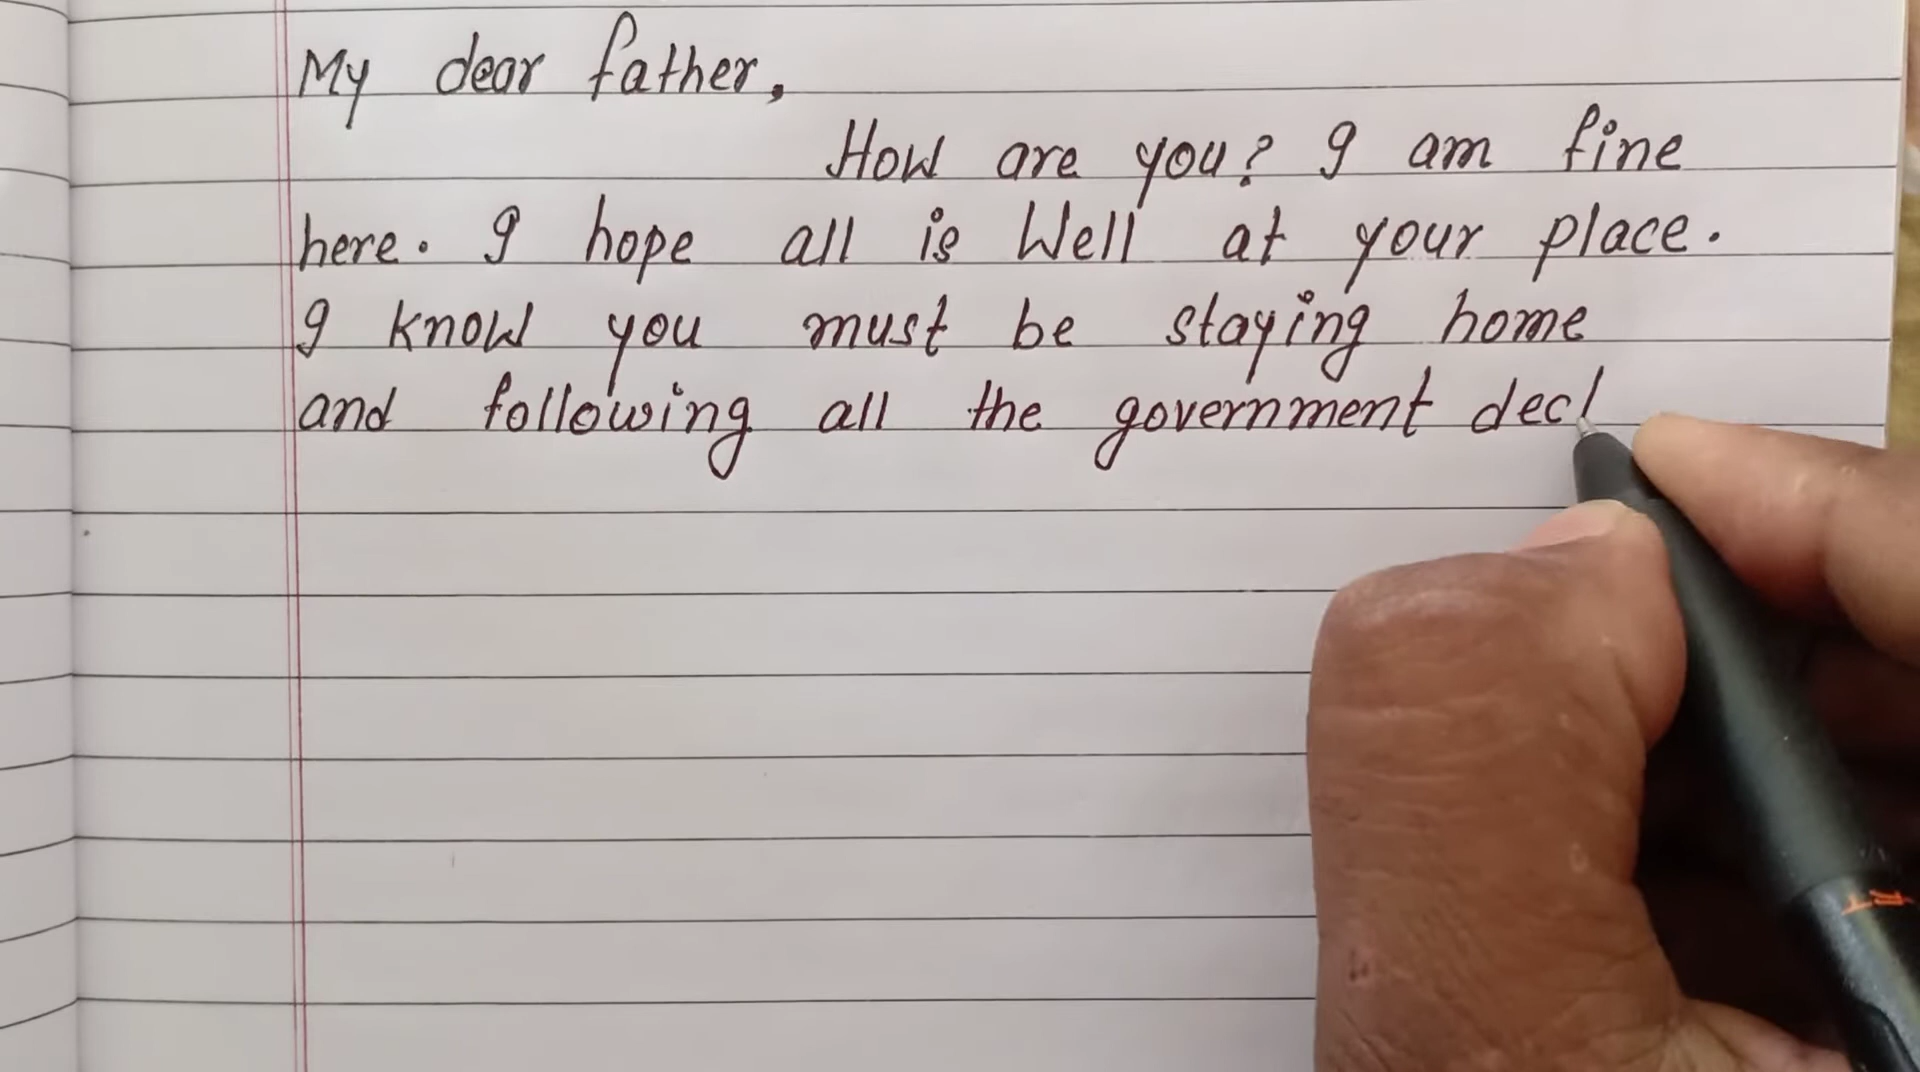 My dear father,
How are you? I am fine
here. I hope all is Well at your place.
I know you must be staying home
and following all the government decl